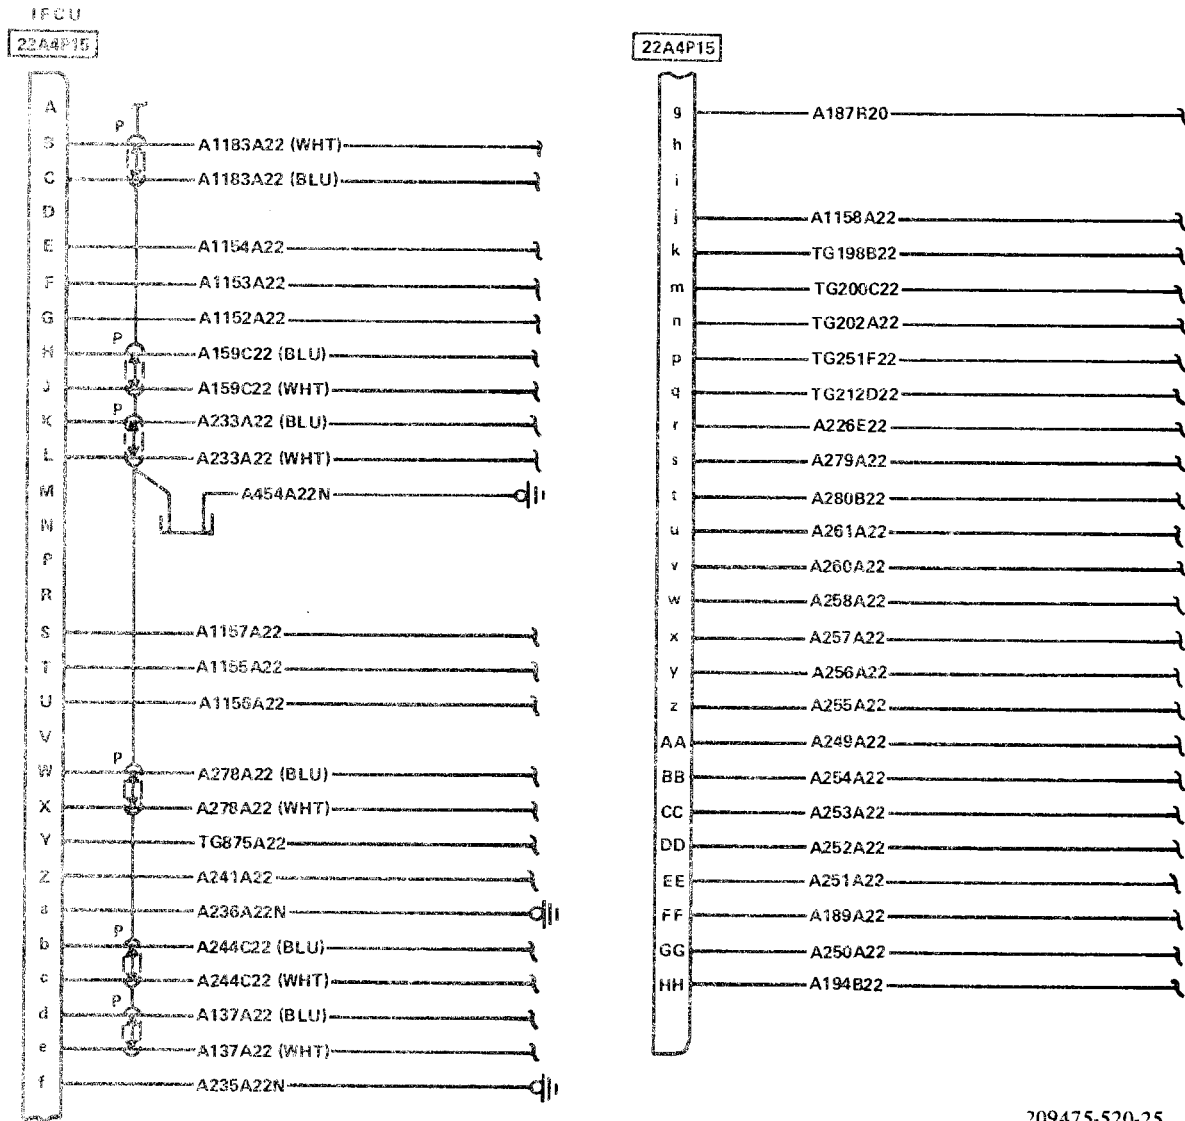 IFCU
22A4P15
A
P
B A1183A22 (WHT)
C A1183A22 (BLU)
D
E A1154A22
F A1153A22
G A1152A22
P
H A159C22 (BLU)
J A159C22 (WHT)
P
K A233A22 (BLU)
L A233A22 (WHT)
M A454A22N
N
P
R
S A1157A22
T A1155A22
U A1156A22
V
P
W A278A22 (BLU)
X A278A22 (WHT)
Y TG875A22
Z A241A22
a A236A22N
P
b A244C22 (BLU)
c A244C22 (WHT)
P
d A137A22 (BLU)
e A137A22 (WHT)
f A235A22N
22A4P15
g A187B20
h
i
j A1158A22
k TG198B22
m TG200C22
n TG202A22
p TG251F22
q TG212D22
r A226E22
s A279A22
t A280B22
u A261A22
v A260A22
w A258A22
x A257A22
y A256A22
z A255A22
AA A249A22
BB A254A22
CC A253A22
DD A252A22
EE A251A22
FF A189A22
GG A250A22
HH A194B22
209475-520-25